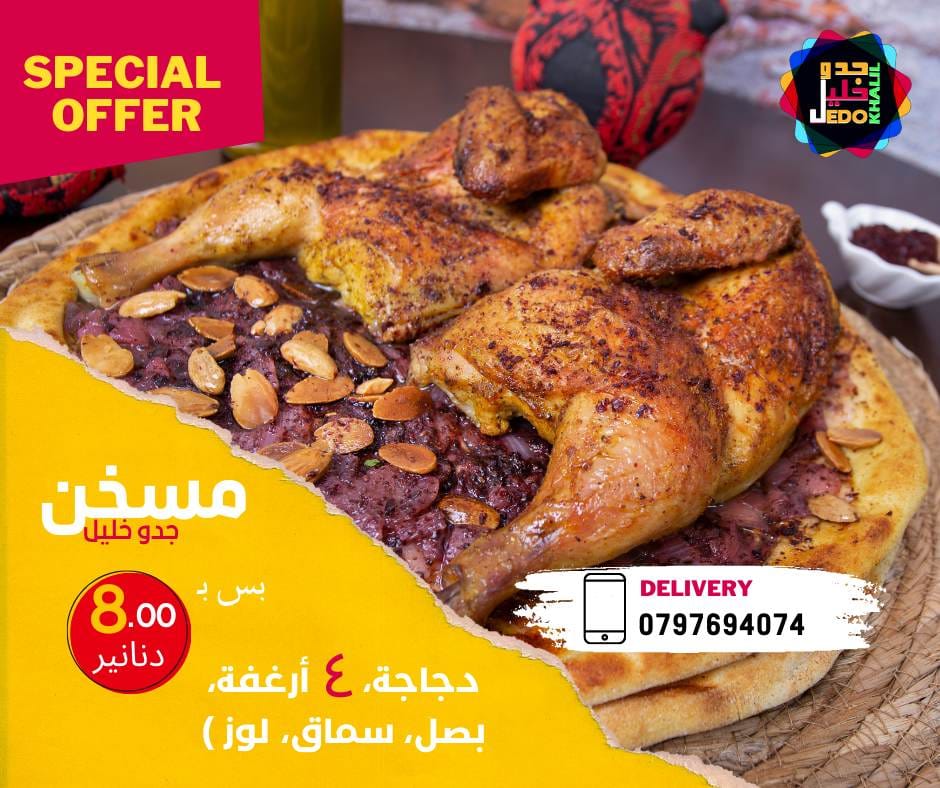 SPECIAL
OFFER
جدو
خليل
JEDO
KHALIL
مسخن
جدو خليل
بس بـ
8.00
دنانير
دجاجة، ٤ أرغفة،
بصل، سماق، لوز )
DELIVERY
0797694074